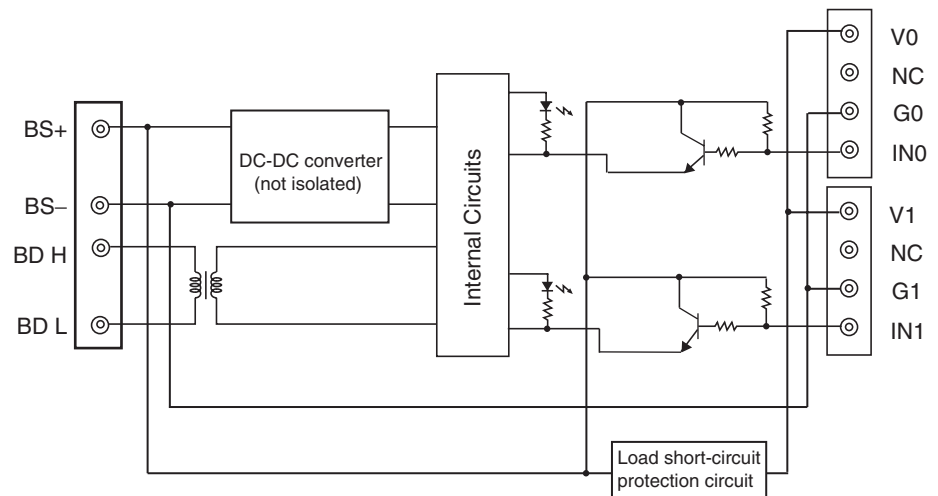 BS+
BS−
BD H
BD L
DC-DC converter
(not isolated)
Internal Circuits
V0
NC
G0
IN0
V1
NC
G1
IN1
Load short-circuit
protection circuit